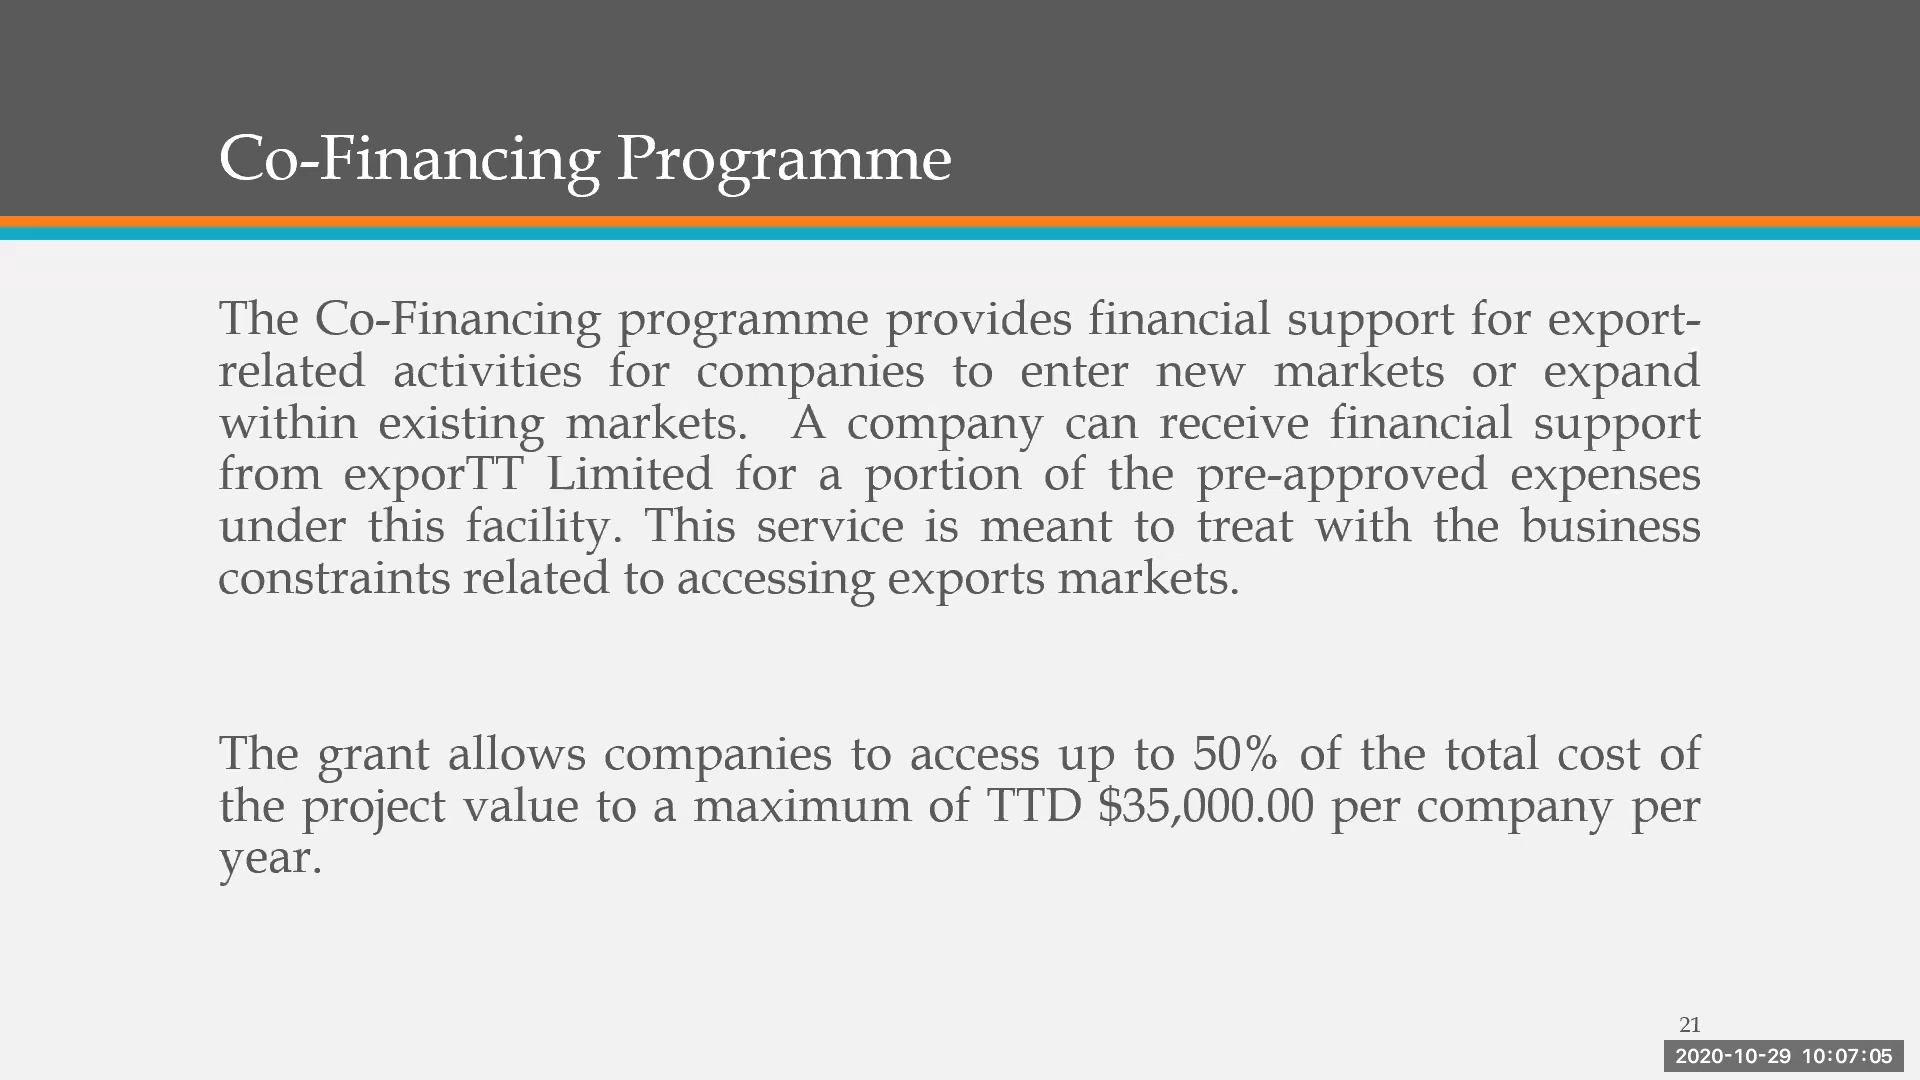 Co-Financing Programme
The Co-Financing programme provides financial support for export-
related activities for companies to enter new markets or expand
within existing markets.  A company can receive financial support
from exporTT Limited for a portion of the pre-approved expenses
under this facility. This service is meant to treat with the business
constraints related to accessing exports markets.
The grant allows companies to access up to 50% of the total cost of
the project value to a maximum of TTD $35,000.00 per company per
year.
21
2020-10-29 10:07:05